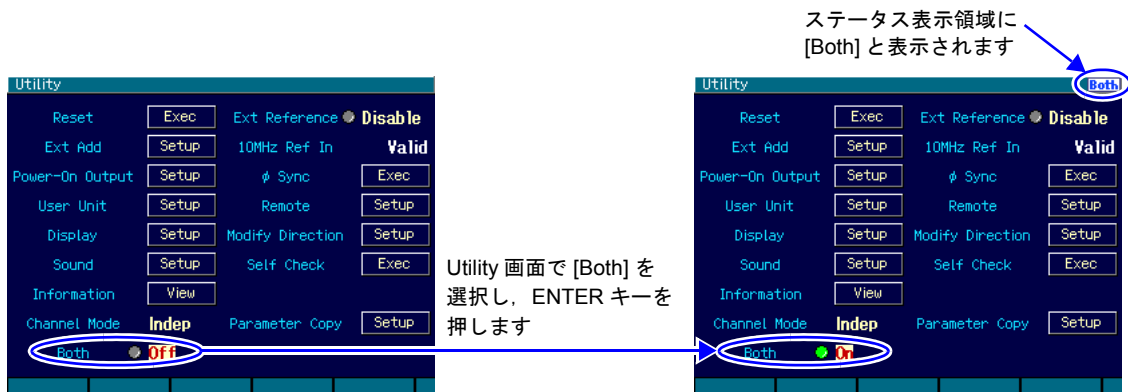 ステータス表示領域に
[Both] と表示されます
Utility
Reset Exec Ext Reference Disable
Ext Add Setup 10MHz Ref In Valid
Power-On Output Setup φ Sync Exec
User Unit Setup Remote Setup
Display Setup Modify Direction Setup
Sound Setup Self Check Exec
Information View
Channel Mode Indep Parameter Copy Setup
Both Off
Utility 画面で [Both] を
選択し，ENTER キーを
押します
Utility Both
Reset Exec Ext Reference Disable
Ext Add Setup 10MHz Ref In Valid
Power-On Output Setup φ Sync Exec
User Unit Setup Remote Setup
Display Setup Modify Direction Setup
Sound Setup Self Check Exec
Information View
Channel Mode Indep Parameter Copy Setup
Both On